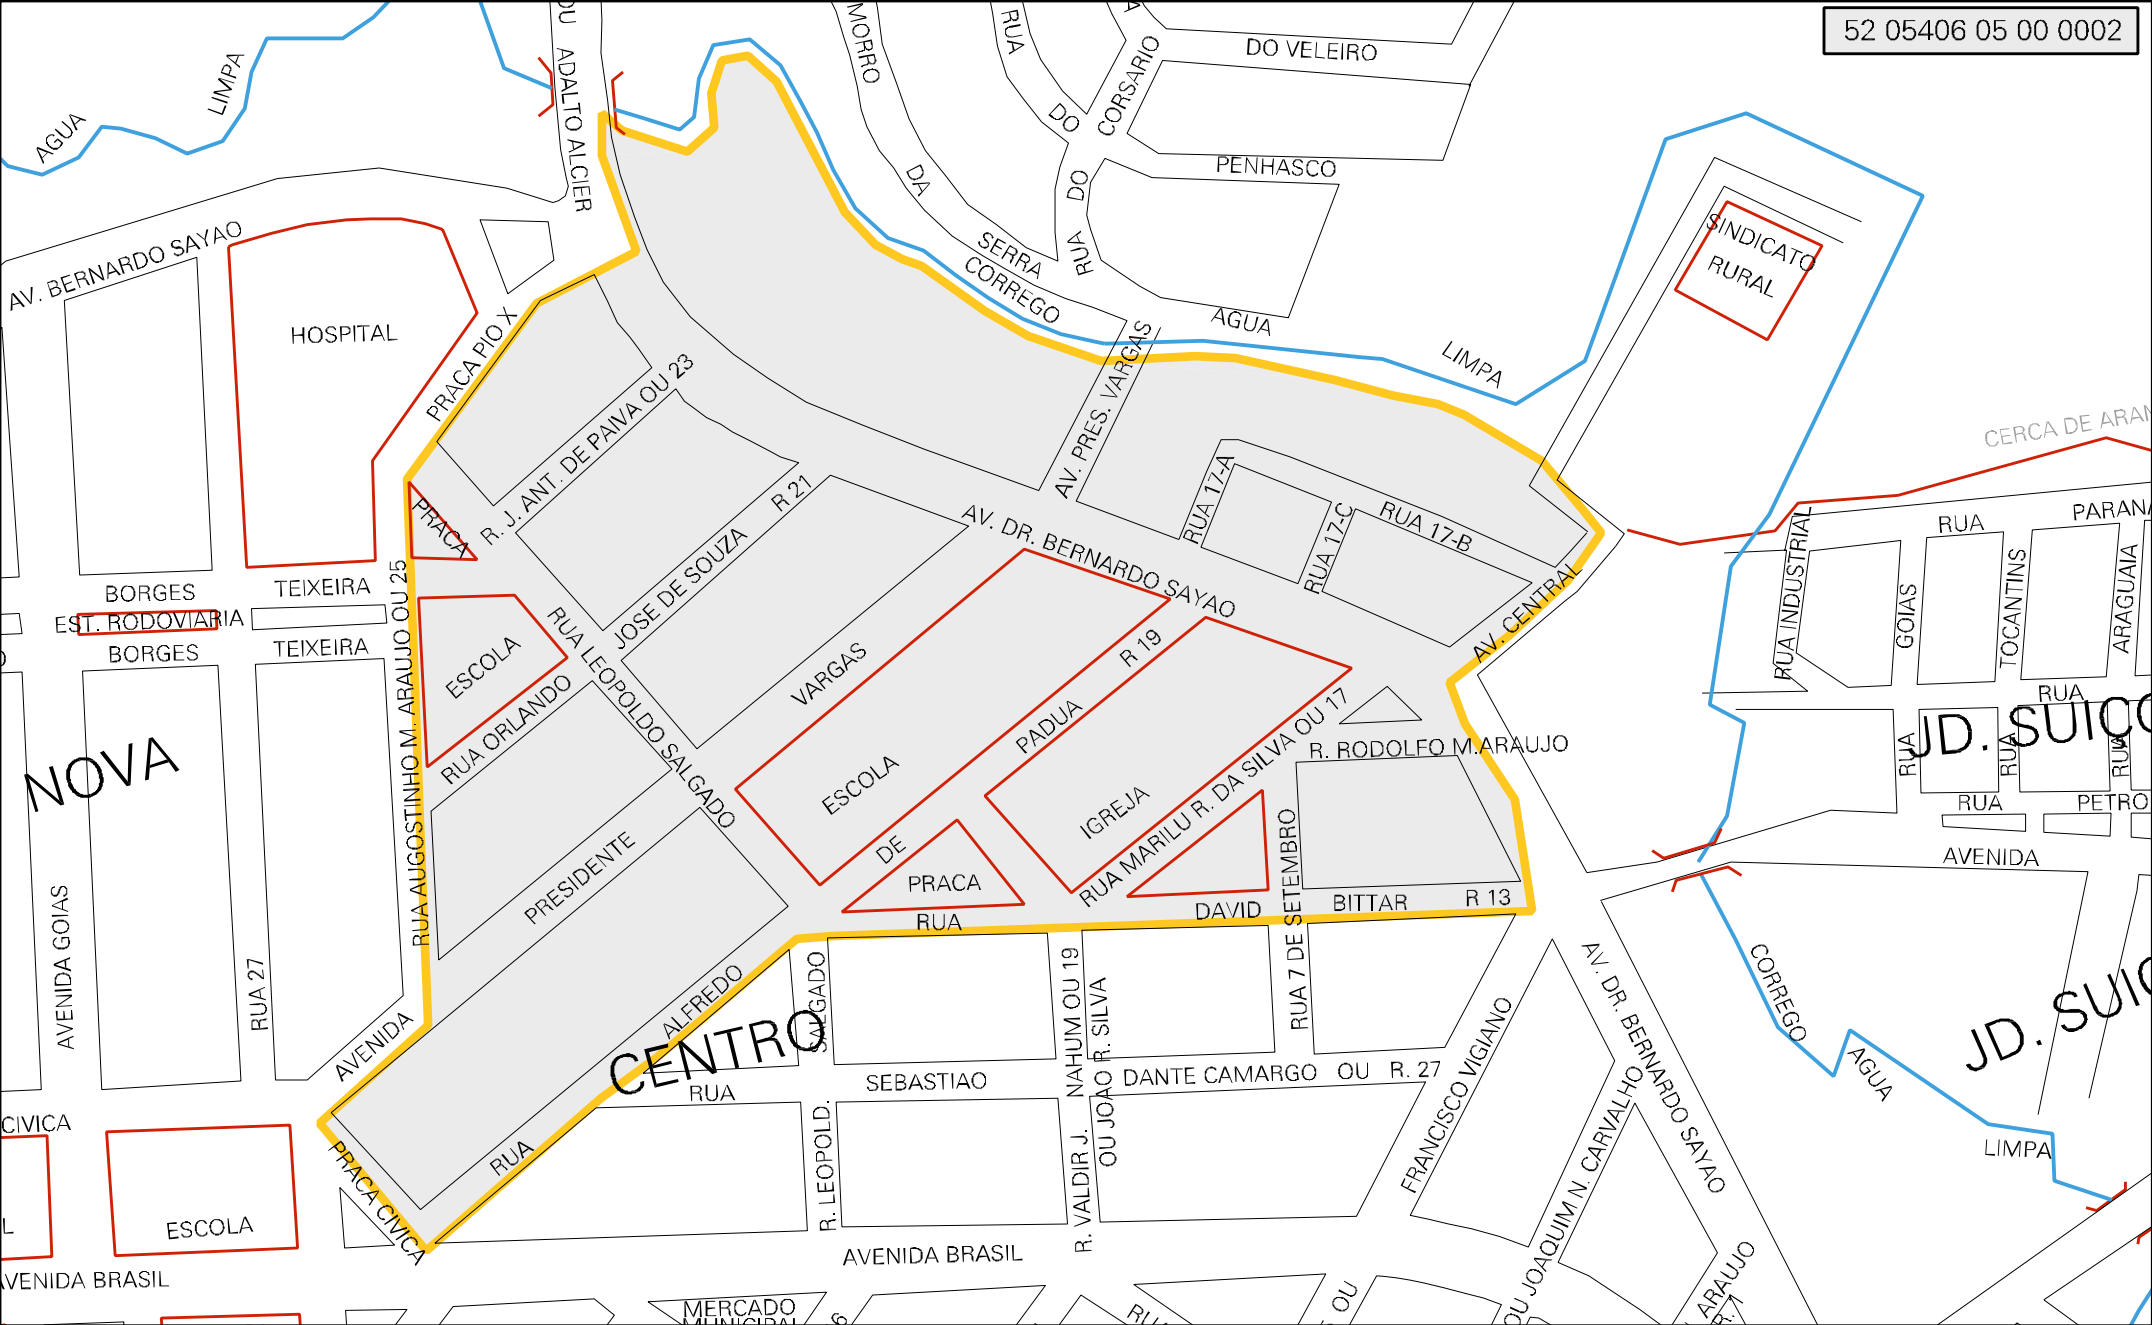 52 05406 05 00 0002
OU ADALTO ALCIER
MORRO
RUA
DO
CORSARIO
DO VELEIRO
AGUA
LIMPA
PENHASCO
DA
SERRA
RUA DO
CORREGO
AGUA
LIMPA
SINDICATO
RURAL
AV. BERNARDO SAYAO
HOSPITAL
PRACA PIO X
R. J. ANT. DE PAIVA OU 23
AV. PRES. VARGAS
CERCA DE ARAM
PRACA
JOSE DE SOUZA R 21
AV. DR. BERNARDO SAYAO
RUA 17-A
RUA 17-C
RUA 17-B
AV. CENTRAL
RUA INDUSTRIAL
RUA
PARANA
GOIAS
TOCANTINS
ARAGUAIA
BORGES
TEIXEIRA
EST. RODOVIARIA
BORGES
TEIXEIRA
RUA AUGOSTINHO M. ARAUJO OU 25
ESCOLA
RUA ORLANDO
RUA LEOPOLDO SALGADO
VARGAS
R 19
PADUA
DE
ESCOLA
IGREJA
RUA MARILU R. DA SILVA OU 17
R. RODOLFO M.ARAUJO
RUA
JD. SUICO
RUA
RUA
RUA
RUA
PETRO
AVENIDA
NOVA
PRESIDENTE
PRACA
RUA
DAVID
BITTAR
R 13
RUA 7 DE SETEMBRO
AVENIDA GOIAS
RUA 27
AVENIDA
ALFREDO
CENTRO
SALGADO
NAHUM OU 19
OU JOAO R. SILVA
RUA
SEBASTIAO
DANTE CAMARGO OU R. 27
FRANCISCO VIGIANO
AV. DR. BERNARDO SAYAO
CORREGO
AGUA
LIMPA
JD. SUIC
CIVICA
PRACA CIVICA
RUA
R. LEOPOLD.
R. VALDIR J.
OU JOAQUIM N. CARVALHO
L
ESCOLA
AVENIDA BRASIL
AVENIDA BRASIL
MERCADO
MUNICIPAL
RUA
OU
ARAUJO
R. 1